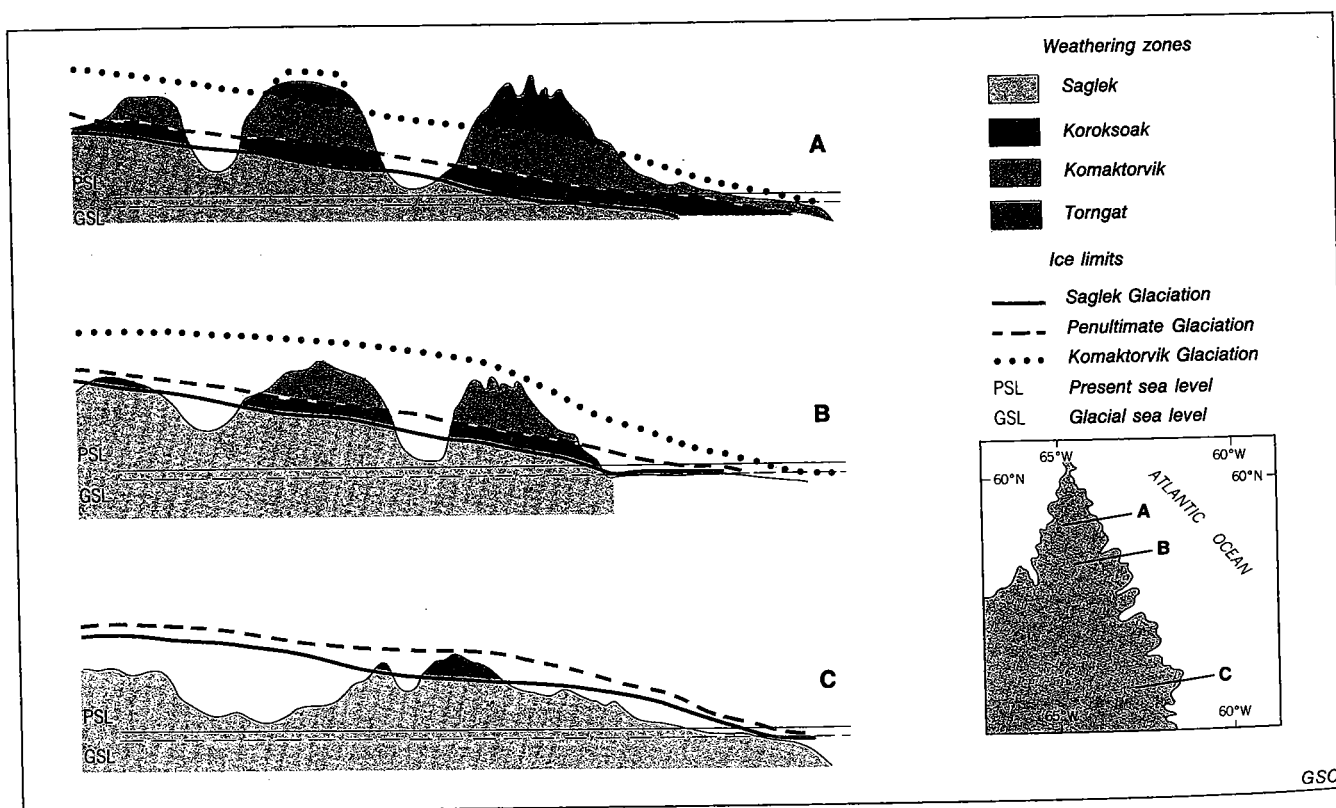 A
PSL
GSL
B
PSL
GSL
C
PSL
GSL
Weathering zones
Saglek
Koroksoak
Komaktorvik
Torngat
Ice limits
Saglek Glaciation
Penultimate Glaciation
Komaktorvik Glaciation
PSL Present sea level
GSL Glacial sea level
65°W 60°W
60°N 60°N
ATLANTIC OCEAN
A
B
C
65°W 60°W
GSC